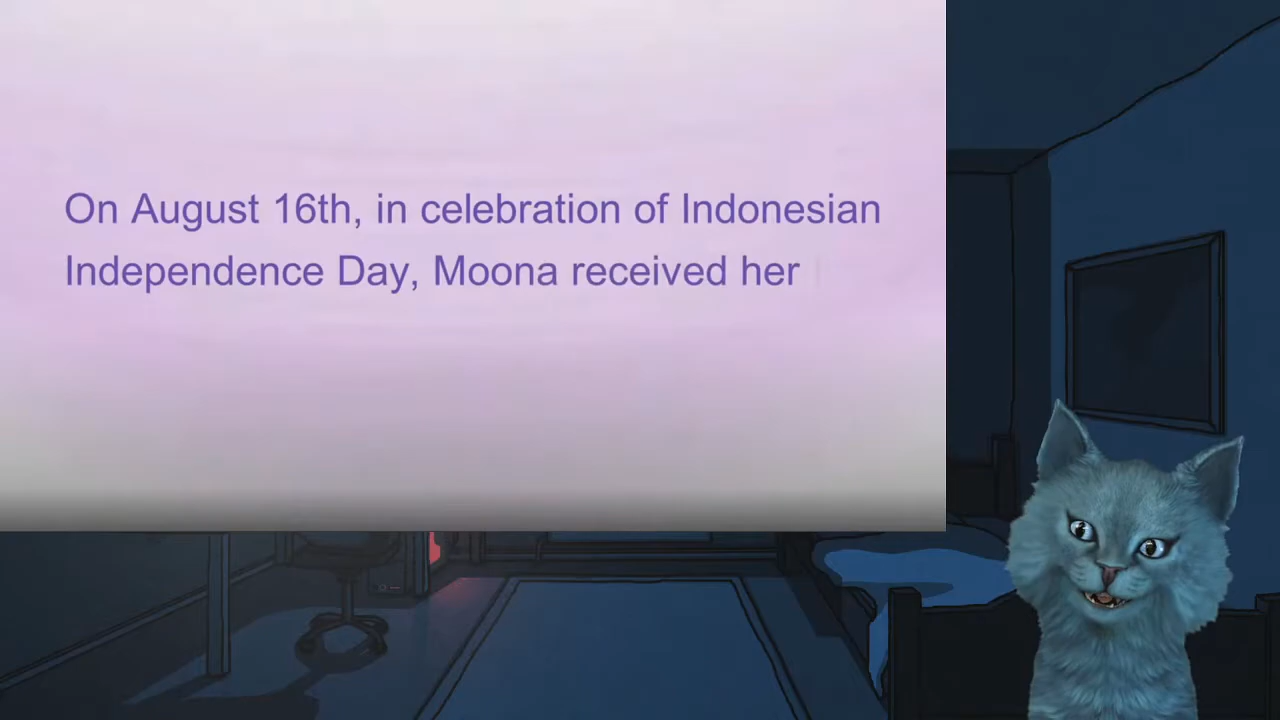 On August 16th, in celebration of Indonesian
Independence Day, Moona received her